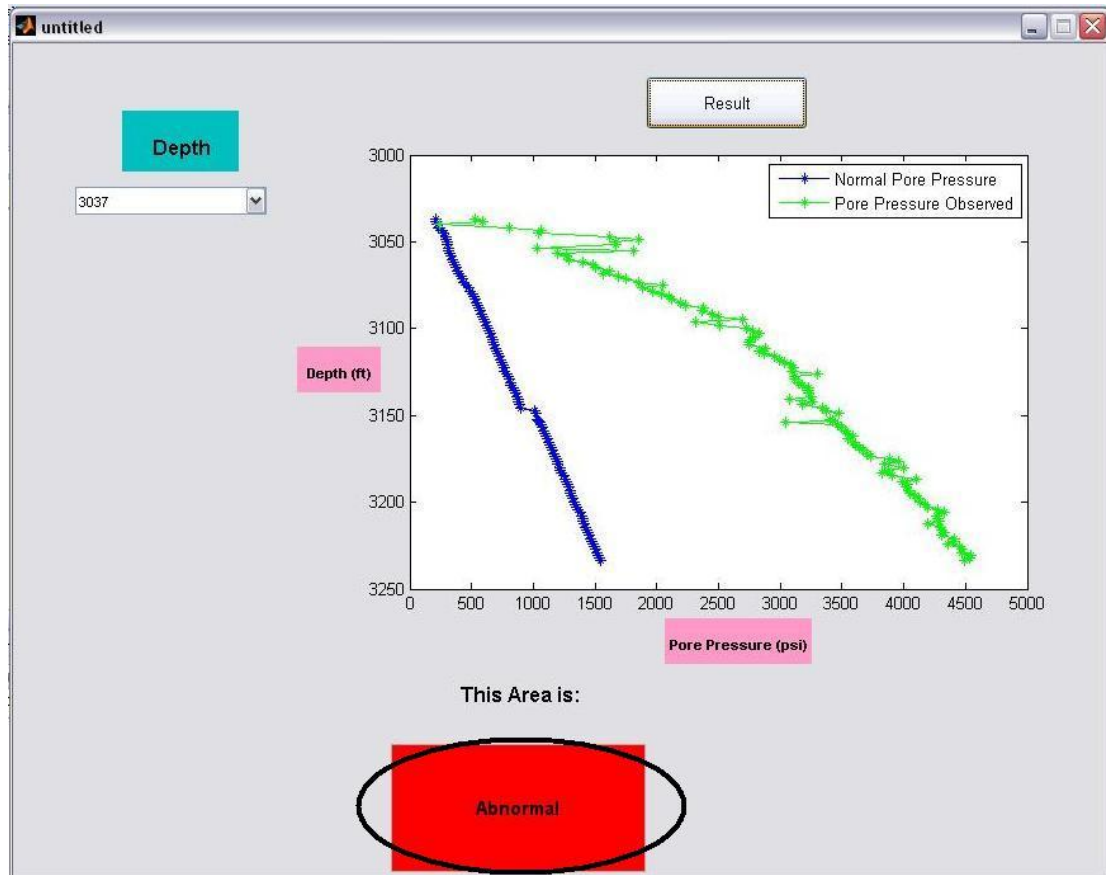 untitled
Result
Depth
3037
Normal Pore Pressure
Pore Pressure Observed
3000
3050
3100
3150
3200
3250
Depth (ft)
0 500 1000 1500 2000 2500 3000 3500 4000 4500 5000
Pore Pressure (psi)
This Area is:
Abnormal